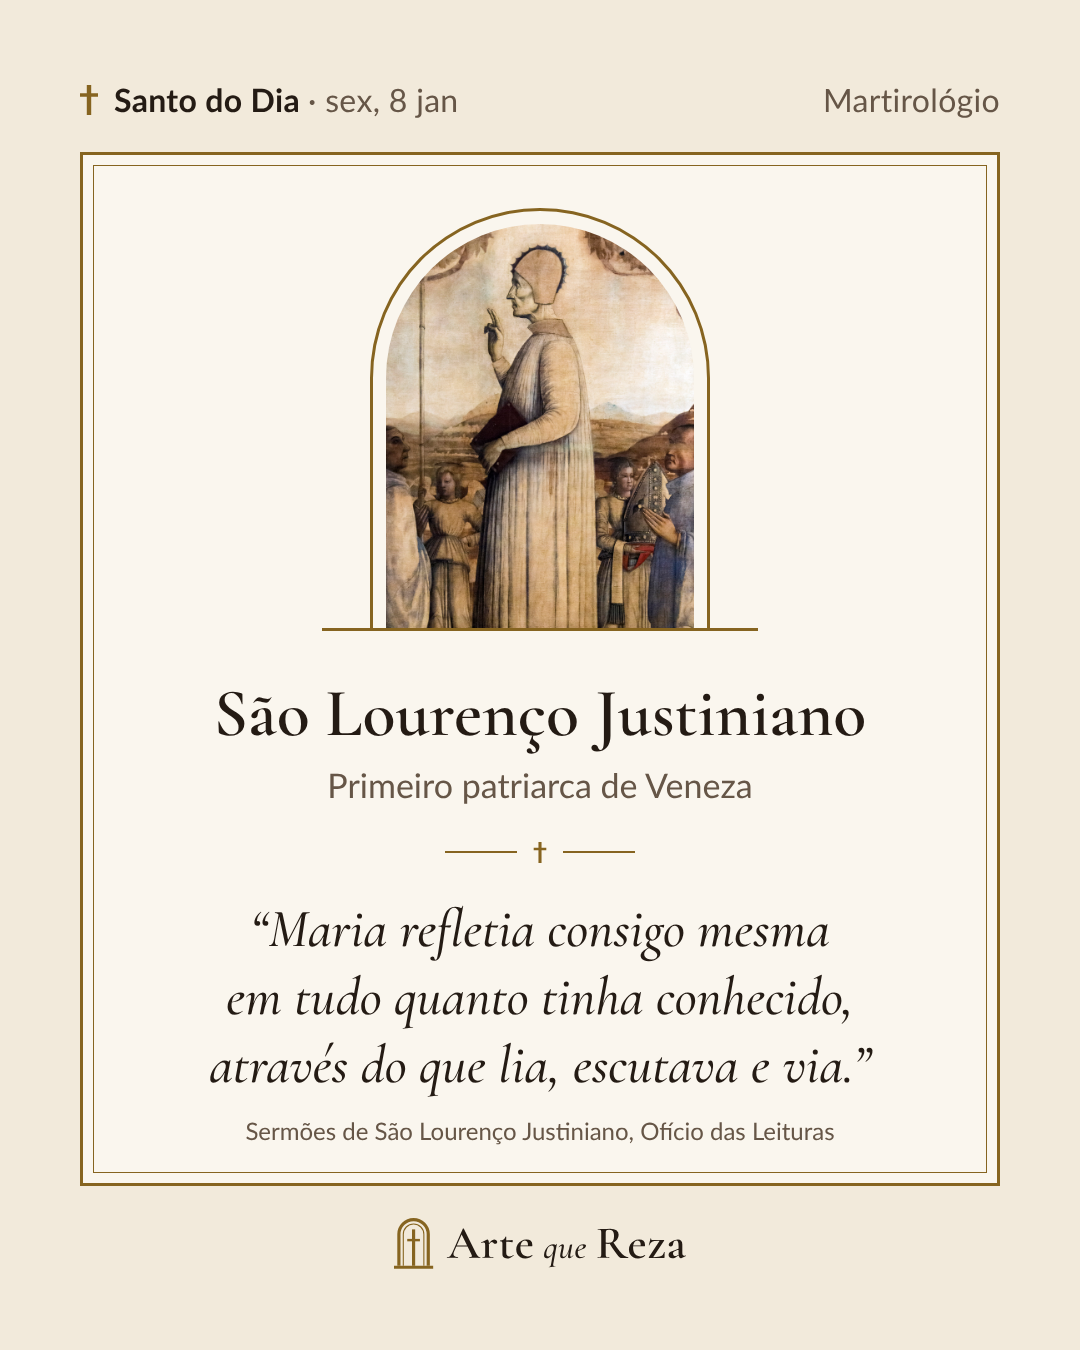 † Santo do Dia · sex, 8 jan
Martirológio
São Lourenço Justiniano
Primeiro patriarca de Veneza
†
“Maria refletia consigo mesma
em tudo quanto tinha conhecido,
através do que lia, escutava e via.”
Sermões de São Lourenço Justiniano, Ofício das Leituras
Arte que Reza